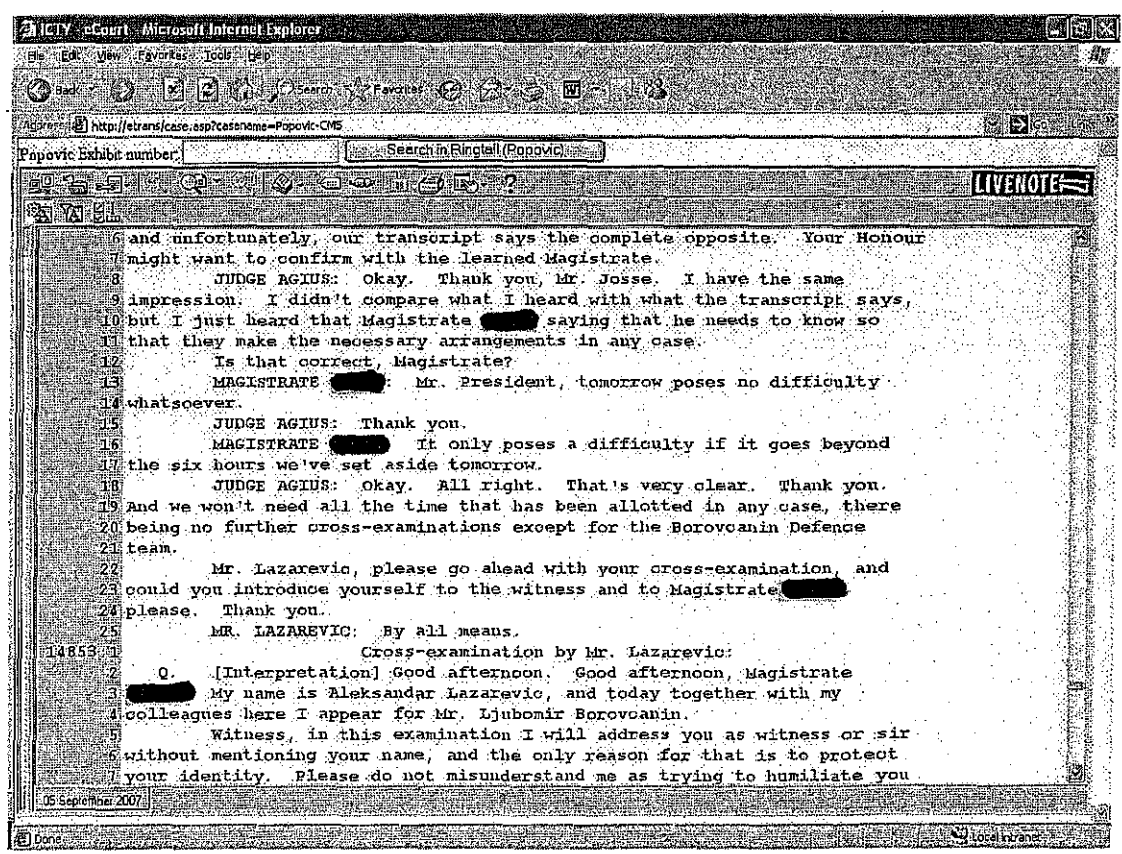 ICTY - eCourt - Microsoft Internet Explorer
File Edit View Favorites Tools Help
Back Search Favorites
Address http://etrans/case.asp?casename=Popovic-CMS Go Links
Popovic Exhibit number: Search in Ringtail (Popovic)
LIVENOTE
6 and unfortunately, our transcript says the complete opposite. Your Honour
7 might want to confirm with the learned Magistrate.
8 JUDGE AGIUS: Okay. Thank you, Mr. Josse. I have the same
9 impression. I didn't compare what I heard with what the transcript says,
10 but I just heard that Magistrate saying that he needs to know so
11 that they make the necessary arrangements in any case.
12 Is that correct, Magistrate?
13 MAGISTRATE : Mr. President, tomorrow poses no difficulty
14 whatsoever.
15 JUDGE AGIUS: Thank you.
16 MAGISTRATE It only poses a difficulty if it goes beyond
17 the six hours we've set aside tomorrow.
18 JUDGE AGIUS: Okay. All right. That's very clear. Thank you.
19 And we won't need all the time that has been allotted in any case, there
20 being no further cross-examinations except for the Borovcanin Defence
21 team.
22 Mr. Lazarevic, please go ahead with your cross-examination, and
23 could you introduce yourself to the witness and to Magistrate
24 please. Thank you.
25 MR. LAZAREVIC: By all means.
14853 1 Cross-examination by Mr. Lazarevic:
2 Q. [Interpretation] Good afternoon. Good afternoon, Magistrate
3 My name is Aleksandar Lazarevic, and today together with my
4 colleagues here I appear for Mr. Ljubomir Borovcanin.
5 Witness, in this examination I will address you as witness or sir
6 without mentioning your name, and the only reason for that is to protect
7 your identity. Please do not misunderstand me as trying to humiliate you
05 September 2007
Done Local intranet